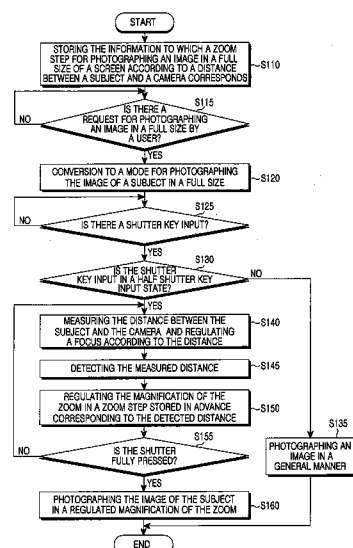 START
STORING THE INFORMATION TO WHICH A ZOOM
STEP FOR PHOTOGRAPHING AN IMAGE IN A FULL
SIZE OF A SCREEN ACCORDING TO A DISTANCE
BETWEEN A SUBJECT AND A CAMERA CORRESPONDS
S110
S115
IS THERE A
REQUEST FOR PHOTOGRAPHING
AN IMAGE IN A FULL SIZE BY
A USER?
NO
YES
CONVERSION TO A MODE FOR PHOTOGRAPHING
THE IMAGE OF A SUBJECT IN A FULL SIZE
S120
S125
IS THERE A SHUTTER KEY INPUT?
NO
YES
S130
IS THE SHUTTER
KEY INPUT IN A HALF SHUTTER KEY
INPUT STATE?
NO
YES
MEASURING THE DISTANCE BETWEEN THE
SUBJECT AND THE CAMERA AND REGULATING
A FOCUS ACCORDING TO THE DISTANCE
S140
DETECTING THE MEASURED DISTANCE
S145
REGULATING THE MAGNIFICATION OF THE
ZOOM IN A ZOOM STEP STORED IN ADVANCE
CORRESPONDING TO THE DETECTED DISTANCE
S150
S155
IS THE SHUTTER
FULLY PRESSED?
NO
YES
S135
PHOTOGRAPHING AN
IMAGE IN A
GENERAL MANNER
PHOTOGRAPHING THE IMAGE OF THE SUBJECT
IN A REGULATED MAGNIFICATION OF THE ZOOM
S160
END